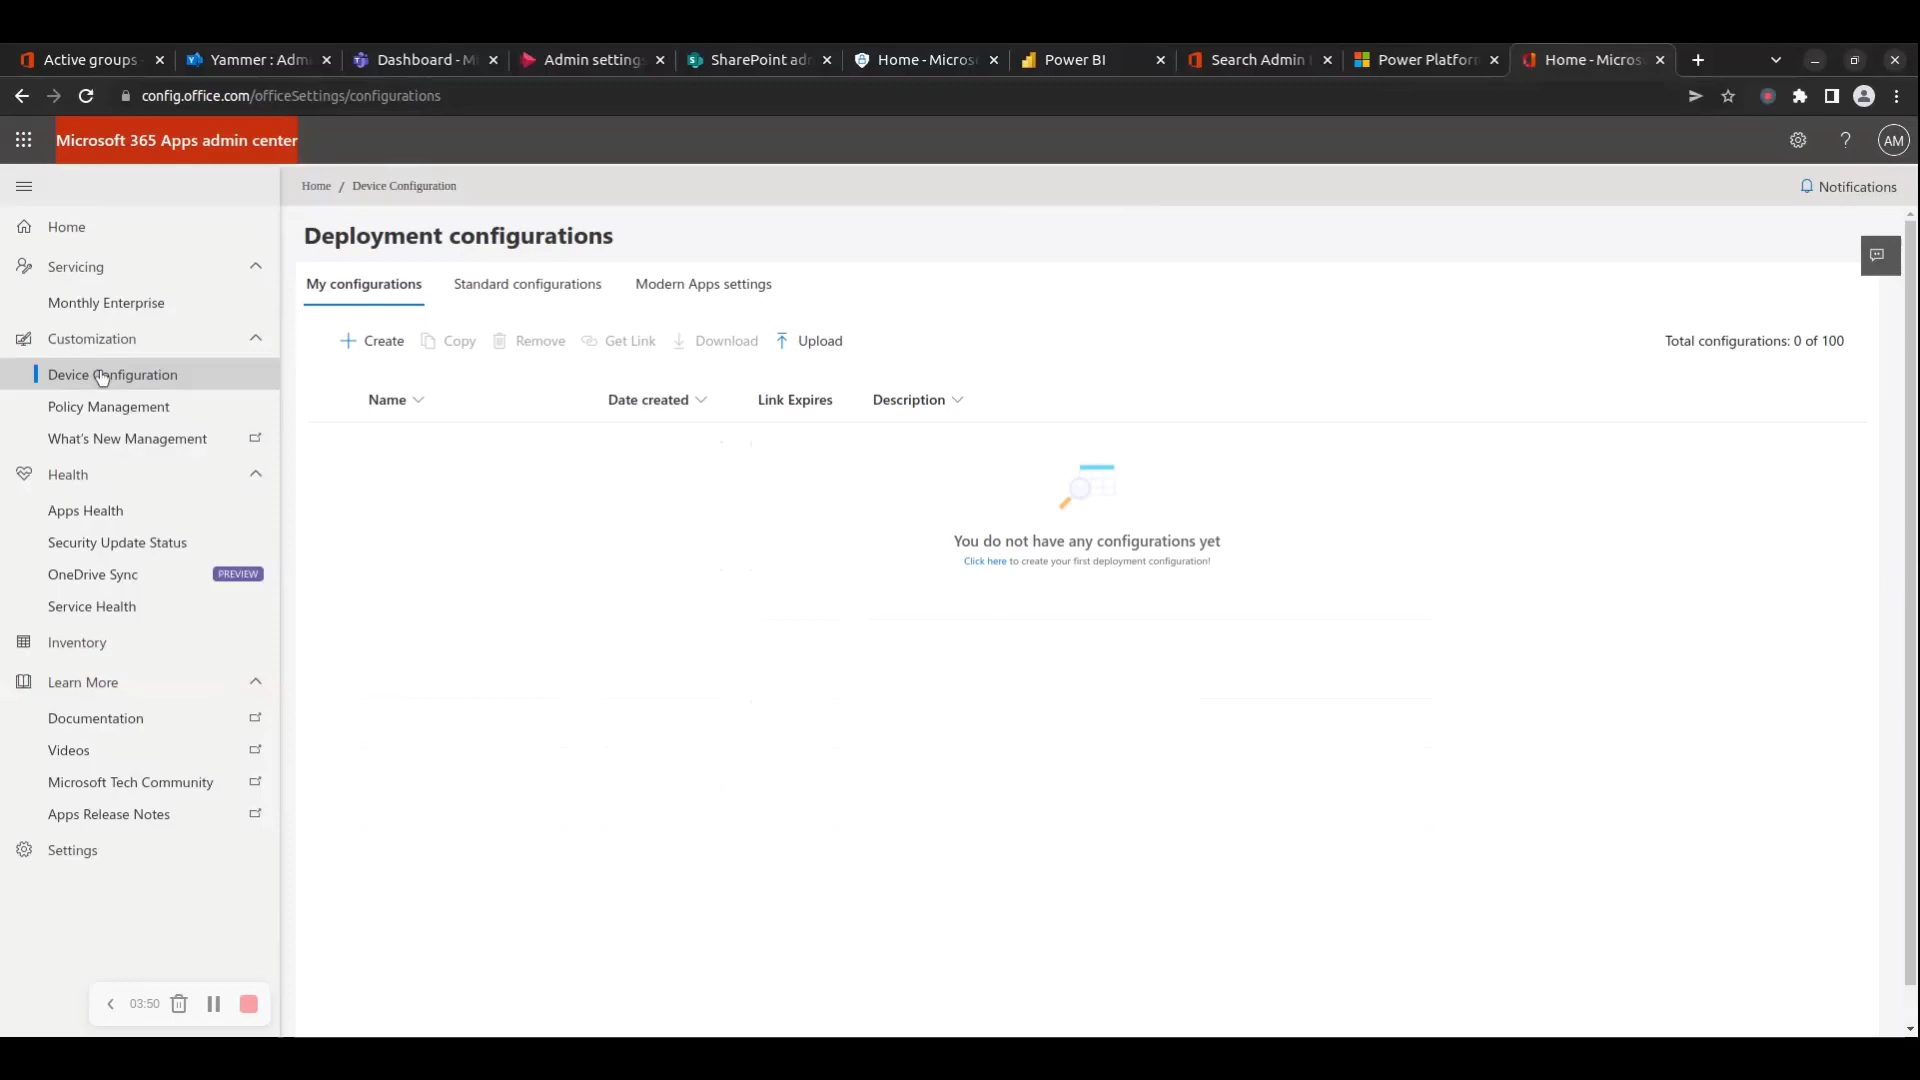 Active groups - Yammer : Admi Dashboard - M Admin settings SharePoint adm Home - Micros Power BI Search Admin Power Platform Home - Micros
config.office.com/officeSettings/configurations
Microsoft 365 Apps admin center AM
Home / Device Configuration Notifications
Home
Servicing
Monthly Enterprise
Customization
Device Configuration
Policy Management
What's New Management
Health
Apps Health
Security Update Status
OneDrive Sync PREVIEW
Service Health
Inventory
Learn More
Documentation
Videos
Microsoft Tech Community
Apps Release Notes
Settings
03:50
Deployment configurations
My configurations Standard configurations Modern Apps settings
Create Copy Remove Get Link Download Upload Total configurations: 0 of 100
Name Date created Link Expires Description
You do not have any configurations yet
Click here to create your first deployment configuration!